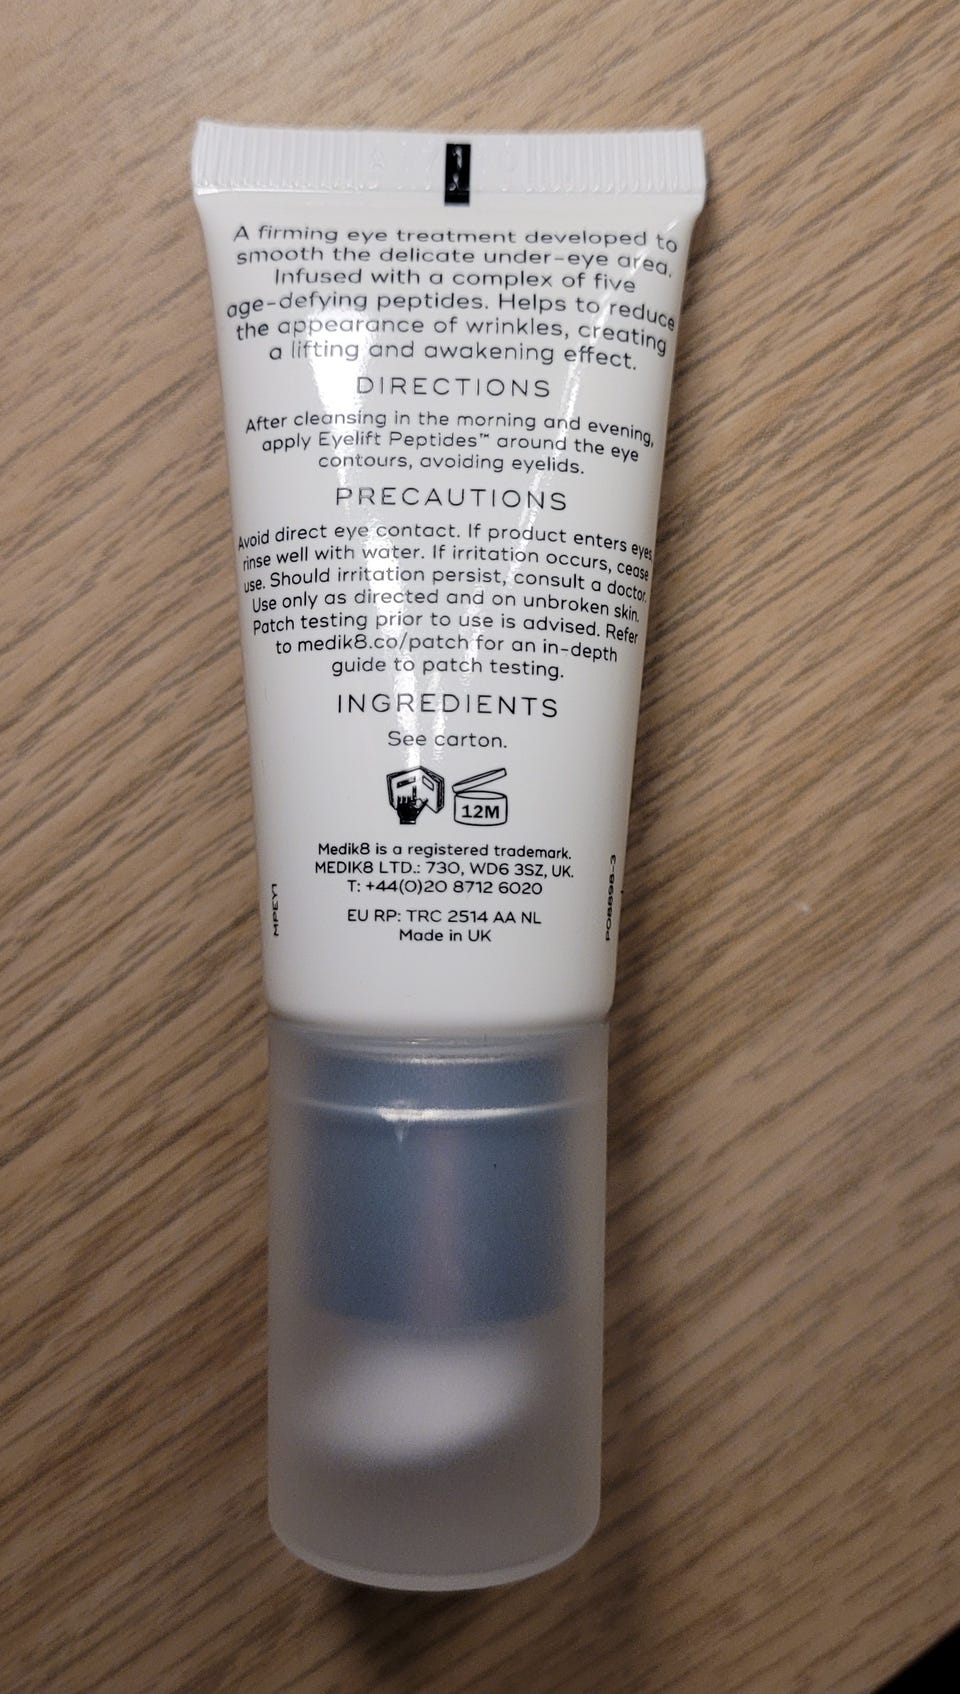 A firming eye treatment developed to
smooth the delicate under-eye area.
Infused with a complex of five
age-defying peptides. Helps to reduce
the appearance of wrinkles, creating
a lifting and awakening effect.
DIRECTIONS
After cleansing in the morning and evening,
apply Eyelift Peptides™ around the eye
contours, avoiding eyelids.
PRECAUTIONS
Avoid direct eye contact. If product enters eyes,
rinse well with water. If irritation occurs, cease
use. Should irritation persist, consult a doctor.
Use only as directed and on unbroken skin.
Patch testing prior to use is advised. Refer
to medik8.co/patch for an in-depth
guide to patch testing.
INGREDIENTS
See carton.
12M
Medik8 is a registered trademark.
MEDIK8 LTD.: 730, WD6 3SZ, UK.
T: +44(0)20 8712 6020
EU RP: TRC 2514 AA NL
Made in UK
MPEY1
P08898-3